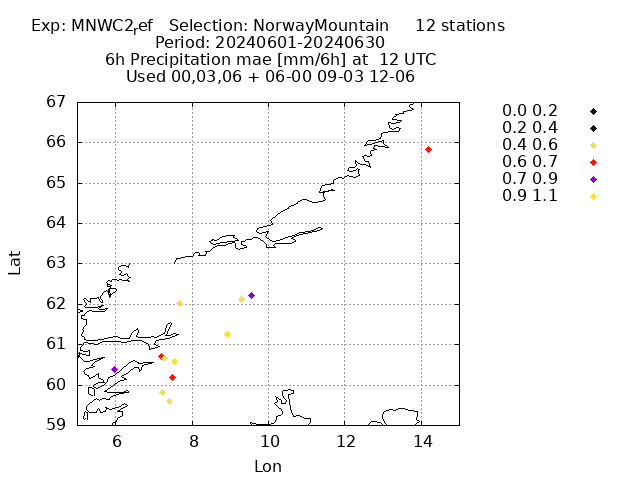 Exp: MNWC2ref Selection: NorwayMountain 12 stations
Period: 20240601-20240630
6h Precipitation mae [mm/6h] at 12 UTC
Used 00,03,06 + 06-00 09-03 12-06
67
66
65
64
63
62
61
60
59
6 8 10 12 14
Lat
Lon
0.0 0.2
0.2 0.4
0.4 0.6
0.6 0.7
0.7 0.9
0.9 1.1